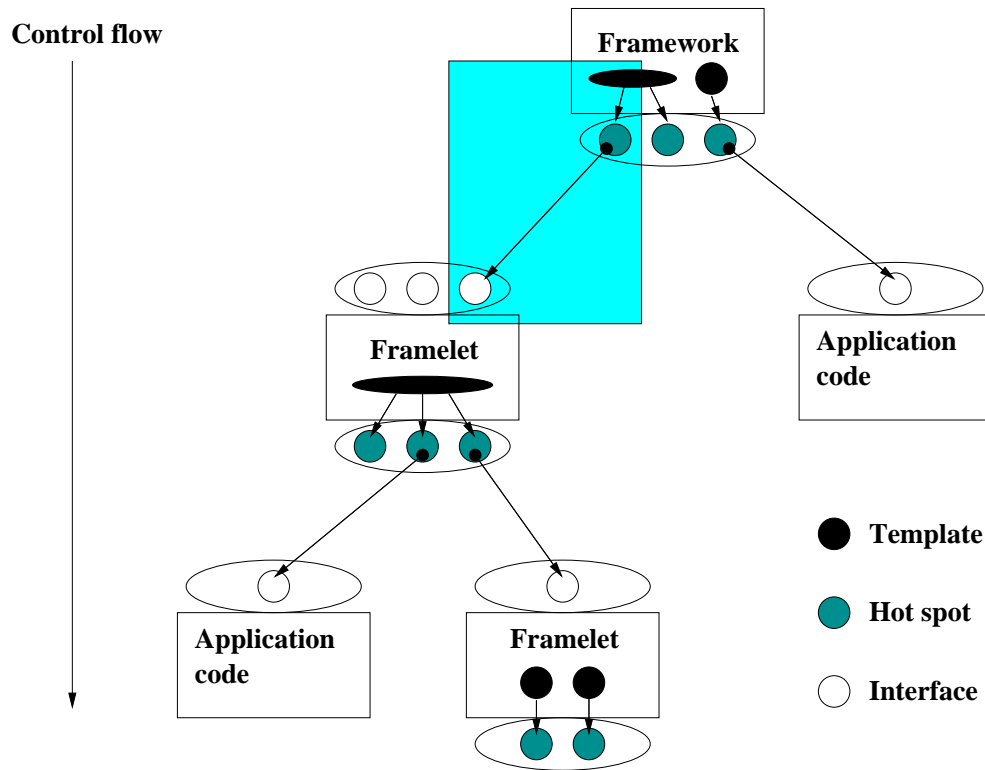 Control flow
Framework
Framelet
Application
code
Template
Hot spot
Application
code
Framelet
Interface